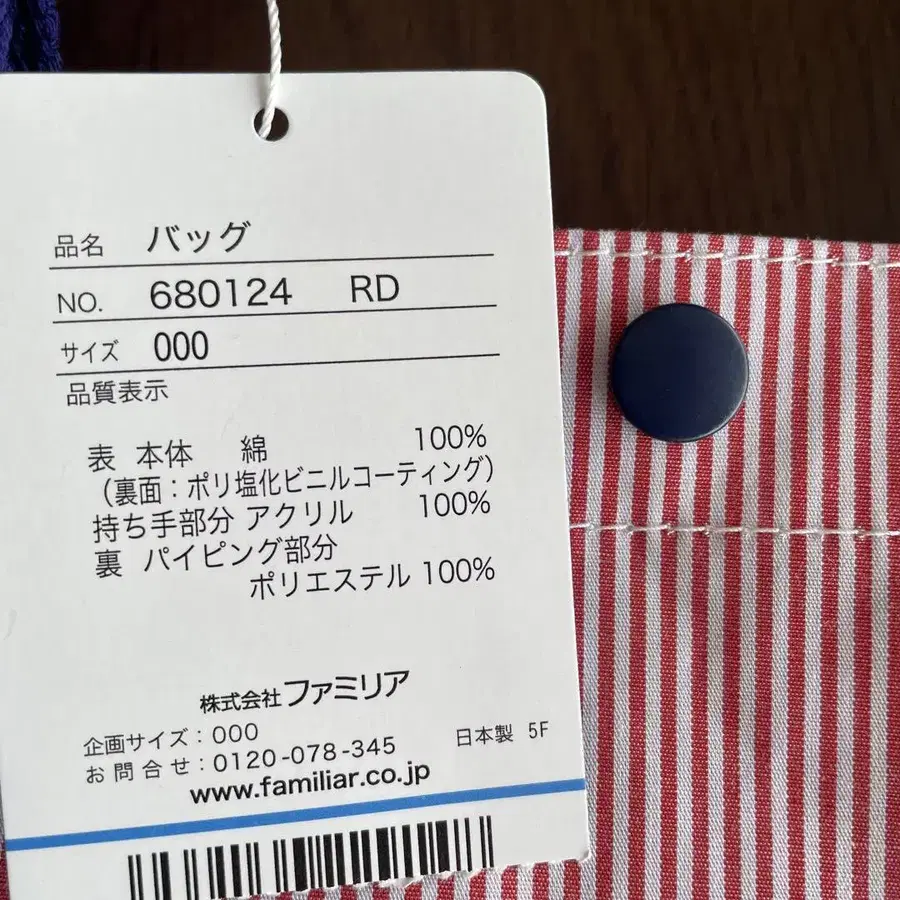 品名 バッグ
NO. 680124 RD
サイズ 000
品質表示
表 本体 綿 100%
（裏面：ポリ塩化ビニルコーティング）
持ち手部分 アクリル 100%
裏 パイピング部分
ポリエステル 100%
株式会社ファミリア
企画サイズ：000
日本製 5F
お問合せ：0120-078-345
www.familiar.co.jp